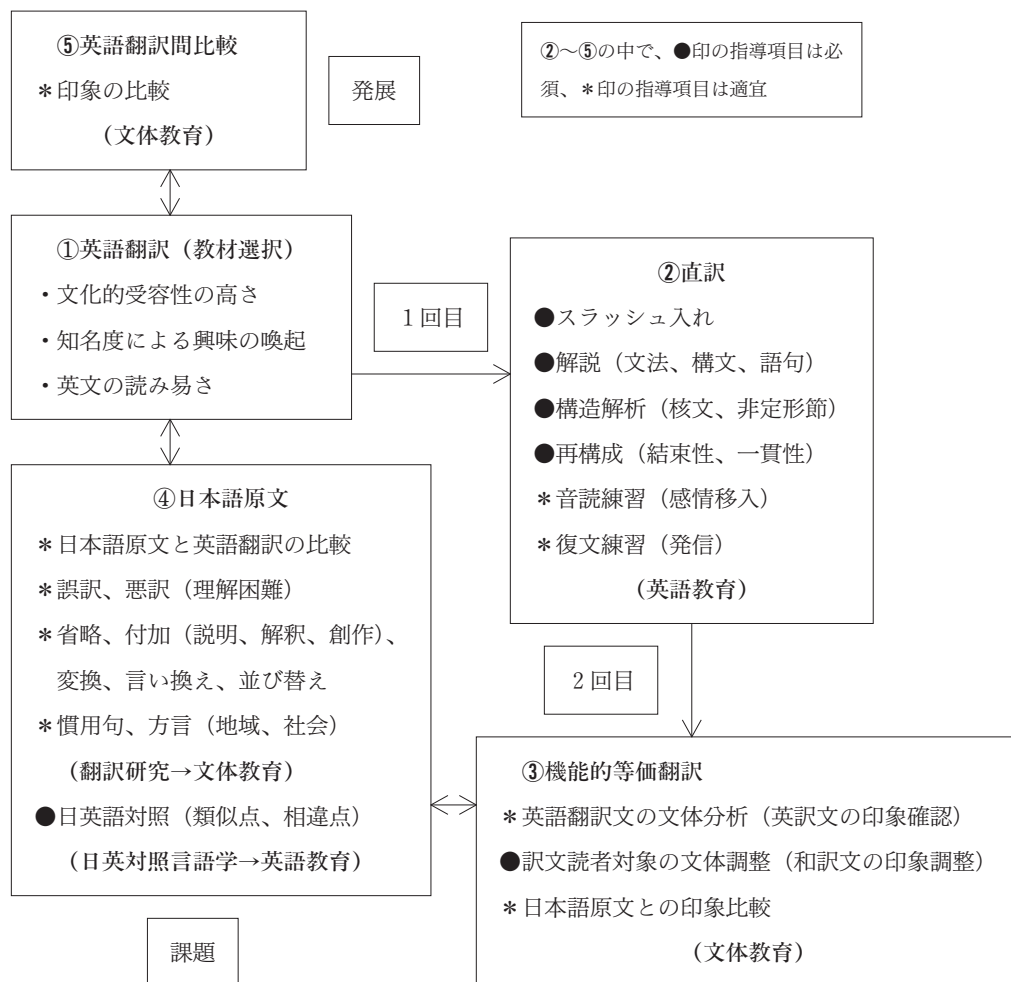 ⑤英語翻訳間比較
＊印象の比較
（文体教育）
発展
②～⑤の中で、●印の指導項目は必
須、＊印の指導項目は適宜
①英語翻訳（教材選択）
・文化的受容性の高さ
・知名度による興味の喚起
・英文の読み易さ
1回目
②直訳
●スラッシュ入れ
●解説（文法、構文、語句）
●構造解析（核文、非定形節）
●再構成（結束性、一貫性）
＊音読練習（感情移入）
＊復文練習（発信）
（英語教育）
2回目
④日本語原文
＊日本語原文と英語翻訳の比較
＊誤訳、悪訳（理解困難）
＊省略、付加（説明、解釈、創作）、
変換、言い換え、並び替え
＊慣用句、方言（地域、社会）
（翻訳研究→文体教育）
●日英語対照（類似点、相違点）
（日英対照言語学→英語教育）
課題
③機能的等価翻訳
＊英語翻訳文の文体分析（英訳文の印象確認）
●訳文読者対象の文体調整（和訳文の印象調整）
＊日本語原文との印象比較
（文体教育）